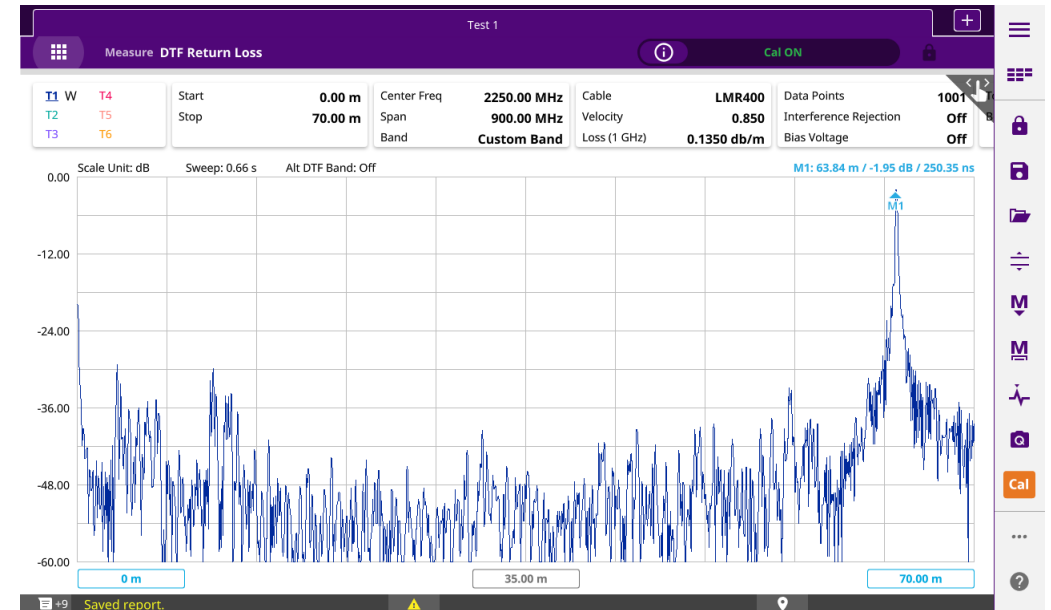 Test 1
+
Measure DTF Return Loss
Cal ON
T1 W T4
T2 T5
T3 T6
Start 0.00 m
Stop 70.00 m
Center Freq 2250.00 MHz
Span 900.00 MHz
Band Custom Band
Cable LMR400
Velocity 0.850
Loss (1 GHz) 0.1350 db/m
Data Points 1001
Interference Rejection Off
Bias Voltage Off
Scale Unit: dB Sweep: 0.66 s Alt DTF Band: Off M1: 63.84 m / -1.95 dB / 250.35 ns
0.00
M1
-12.00
-24.00
-36.00
-48.00
-60.00
0 m 35.00 m 70.00 m
+9 Saved report.
M
M
Cal
?